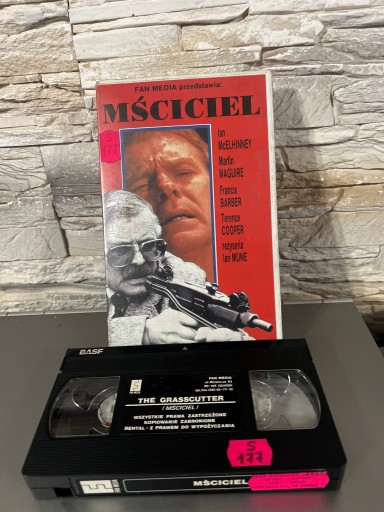 FAN MEDIA przedstawia:
MŚCICIEL
Ian
McELHINNEY
Martin
MAGUIRE
Francis
BARBER
Terence
COOPER
reżyseria
Ian MUNE
BASF
FAN MEDIA
THE GRASSCUTTER
(MŚCICIEL)
WSZYSTKIE PRAWA ZASTRZEŻONE
KOPIOWANIE ZABRONIONE
RENTAL - Z PRAWEM DO WYPOŻYCZANIA
S
177
MŚCICIEL